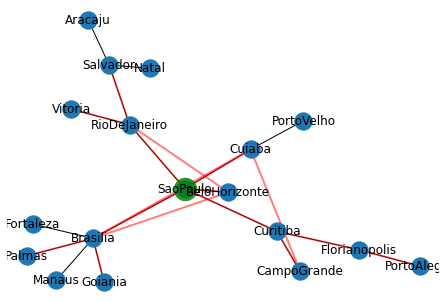 Aracaju
Salvador
Natal
Vitoria
RioDeJaneiro
PortoVelho
Cuiaba
SaoPaulo
BeloHorizonte
Fortaleza
Brasilia
Curitiba
Palmas
Florianopolis
Manaus
Goiania
CampoGrande
PortoAleg